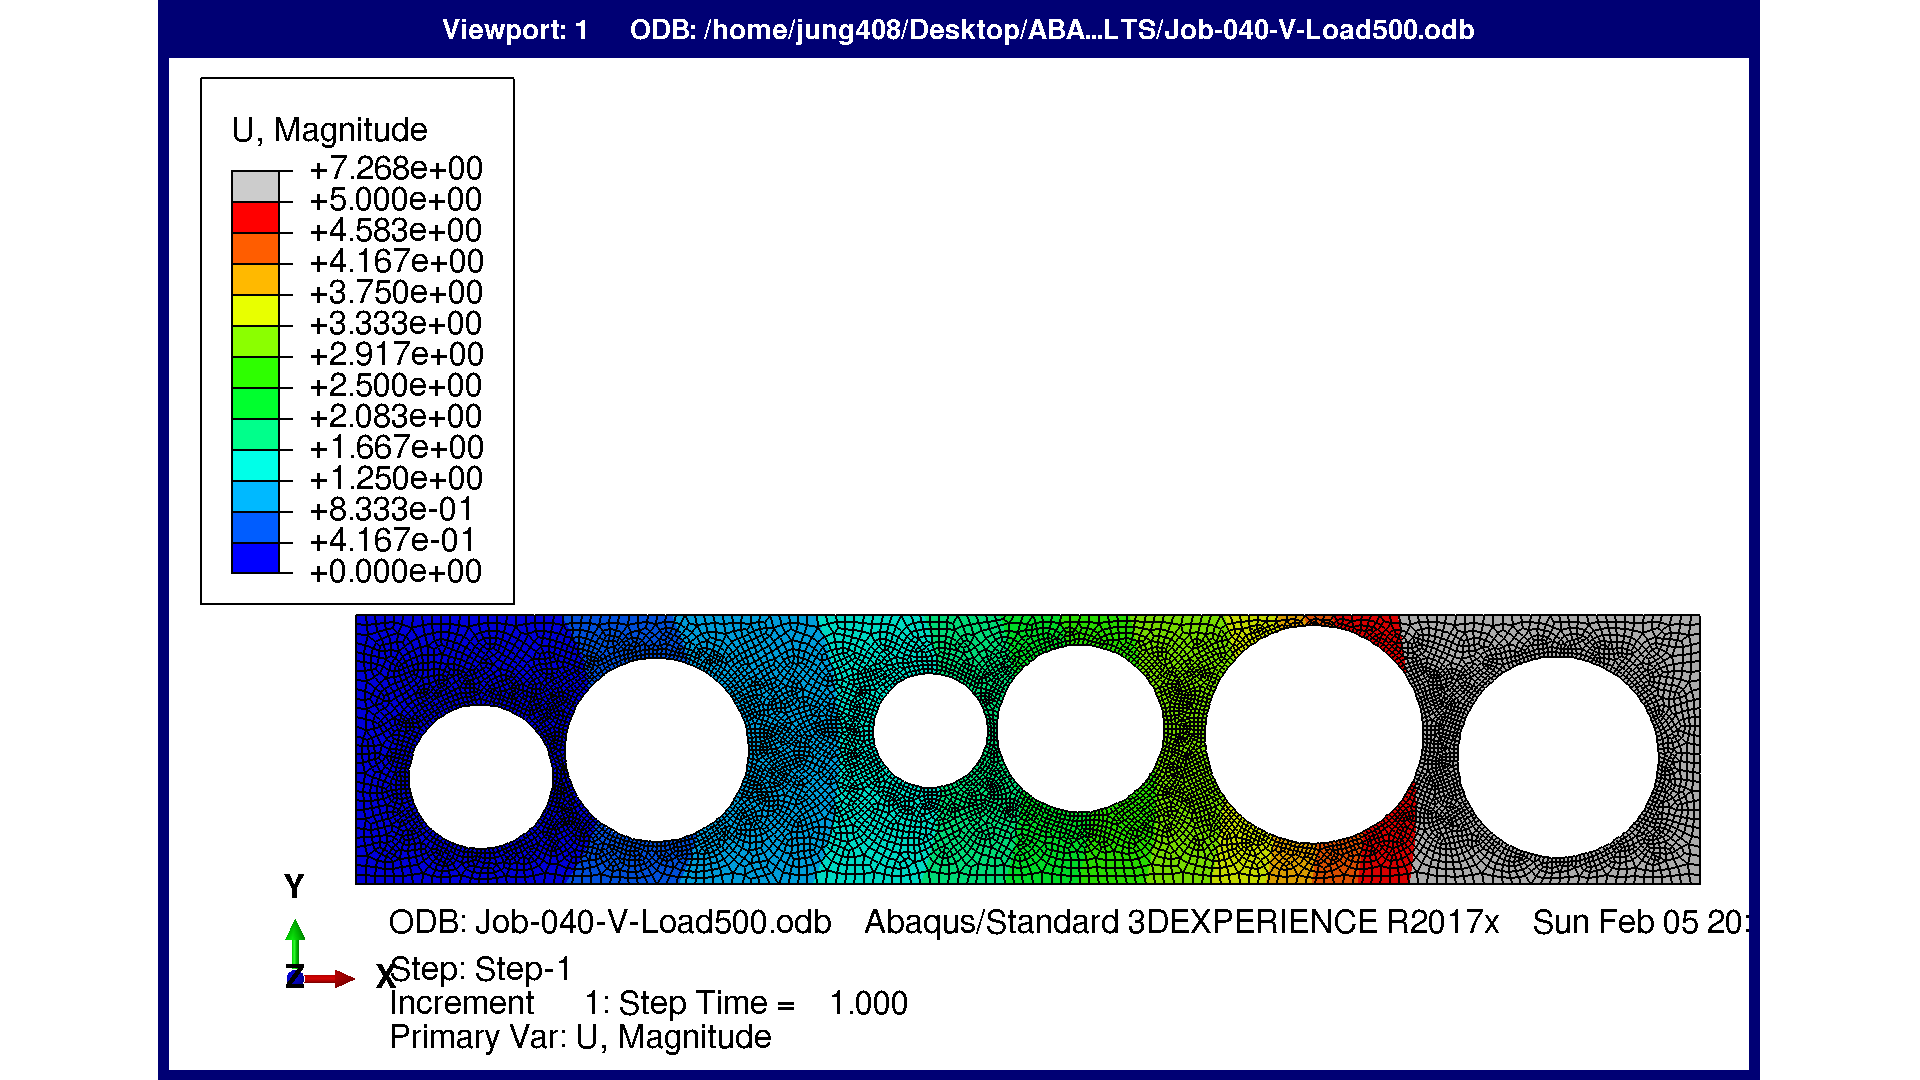 Viewport: 1 ODB: /home/jung408/Desktop/ABA...LTS/Job-040-V-Load500.odb
U, Magnitude
+7.268e+00
+5.000e+00
+4.583e+00
+4.167e+00
+3.750e+00
+3.333e+00
+2.917e+00
+2.500e+00
+2.083e+00
+1.667e+00
+1.250e+00
+8.333e-01
+4.167e-01
+0.000e+00
Y
Z
X
ODB: Job-040-V-Load500.odb Abaqus/Standard 3DEXPERIENCE R2017x Sun Feb 05 20:
Step: Step-1
Increment 1: Step Time = 1.000
Primary Var: U, Magnitude